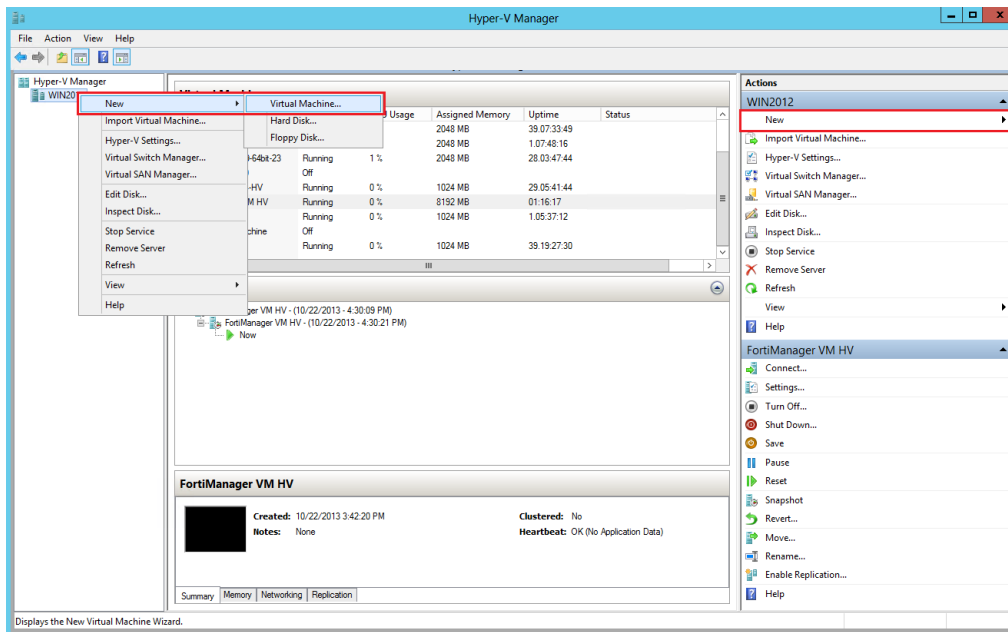 Hyper-V Manager
File Action View Help
Hyper-V Manager
WIN201
New
Import Virtual Machine...
Hyper-V Settings...
Virtual Switch Manager...
Virtual SAN Manager...
Edit Disk...
Inspect Disk...
Stop Service
Remove Server
Refresh
View
Help
Virtual Machine...
Hard Disk...
Floppy Disk...
Usage Assigned Memory Uptime Status
2048 MB 39.07:33:49
2048 MB 1.07:48:16
-64bit-23 Running 1 % 2048 MB 28.03:47:44
Off
-HV Running 0 % 1024 MB 29.05:41:44
M HV Running 0 % 8192 MB 01:16:17
Running 0 % 1024 MB 1.05:37:12
chine Off
Running 0 % 1024 MB 39.19:27:30
ger VM HV - (10/22/2013 - 4:30:09 PM)
FortiManager VM HV - (10/22/2013 - 4:30:21 PM)
Now
FortiManager VM HV
Created: 10/22/2013 3:42:20 PM Clustered: No
Notes: None Heartbeat: OK (No Application Data)
Summary Memory Networking Replication
Actions
WIN2012
New
Import Virtual Machine...
Hyper-V Settings...
Virtual Switch Manager...
Virtual SAN Manager...
Edit Disk...
Inspect Disk...
Stop Service
Remove Server
Refresh
View
Help
FortiManager VM HV
Connect...
Settings...
Turn Off...
Shut Down...
Save
Pause
Reset
Snapshot
Revert...
Move...
Rename...
Enable Replication...
Help
Displays the New Virtual Machine Wizard.